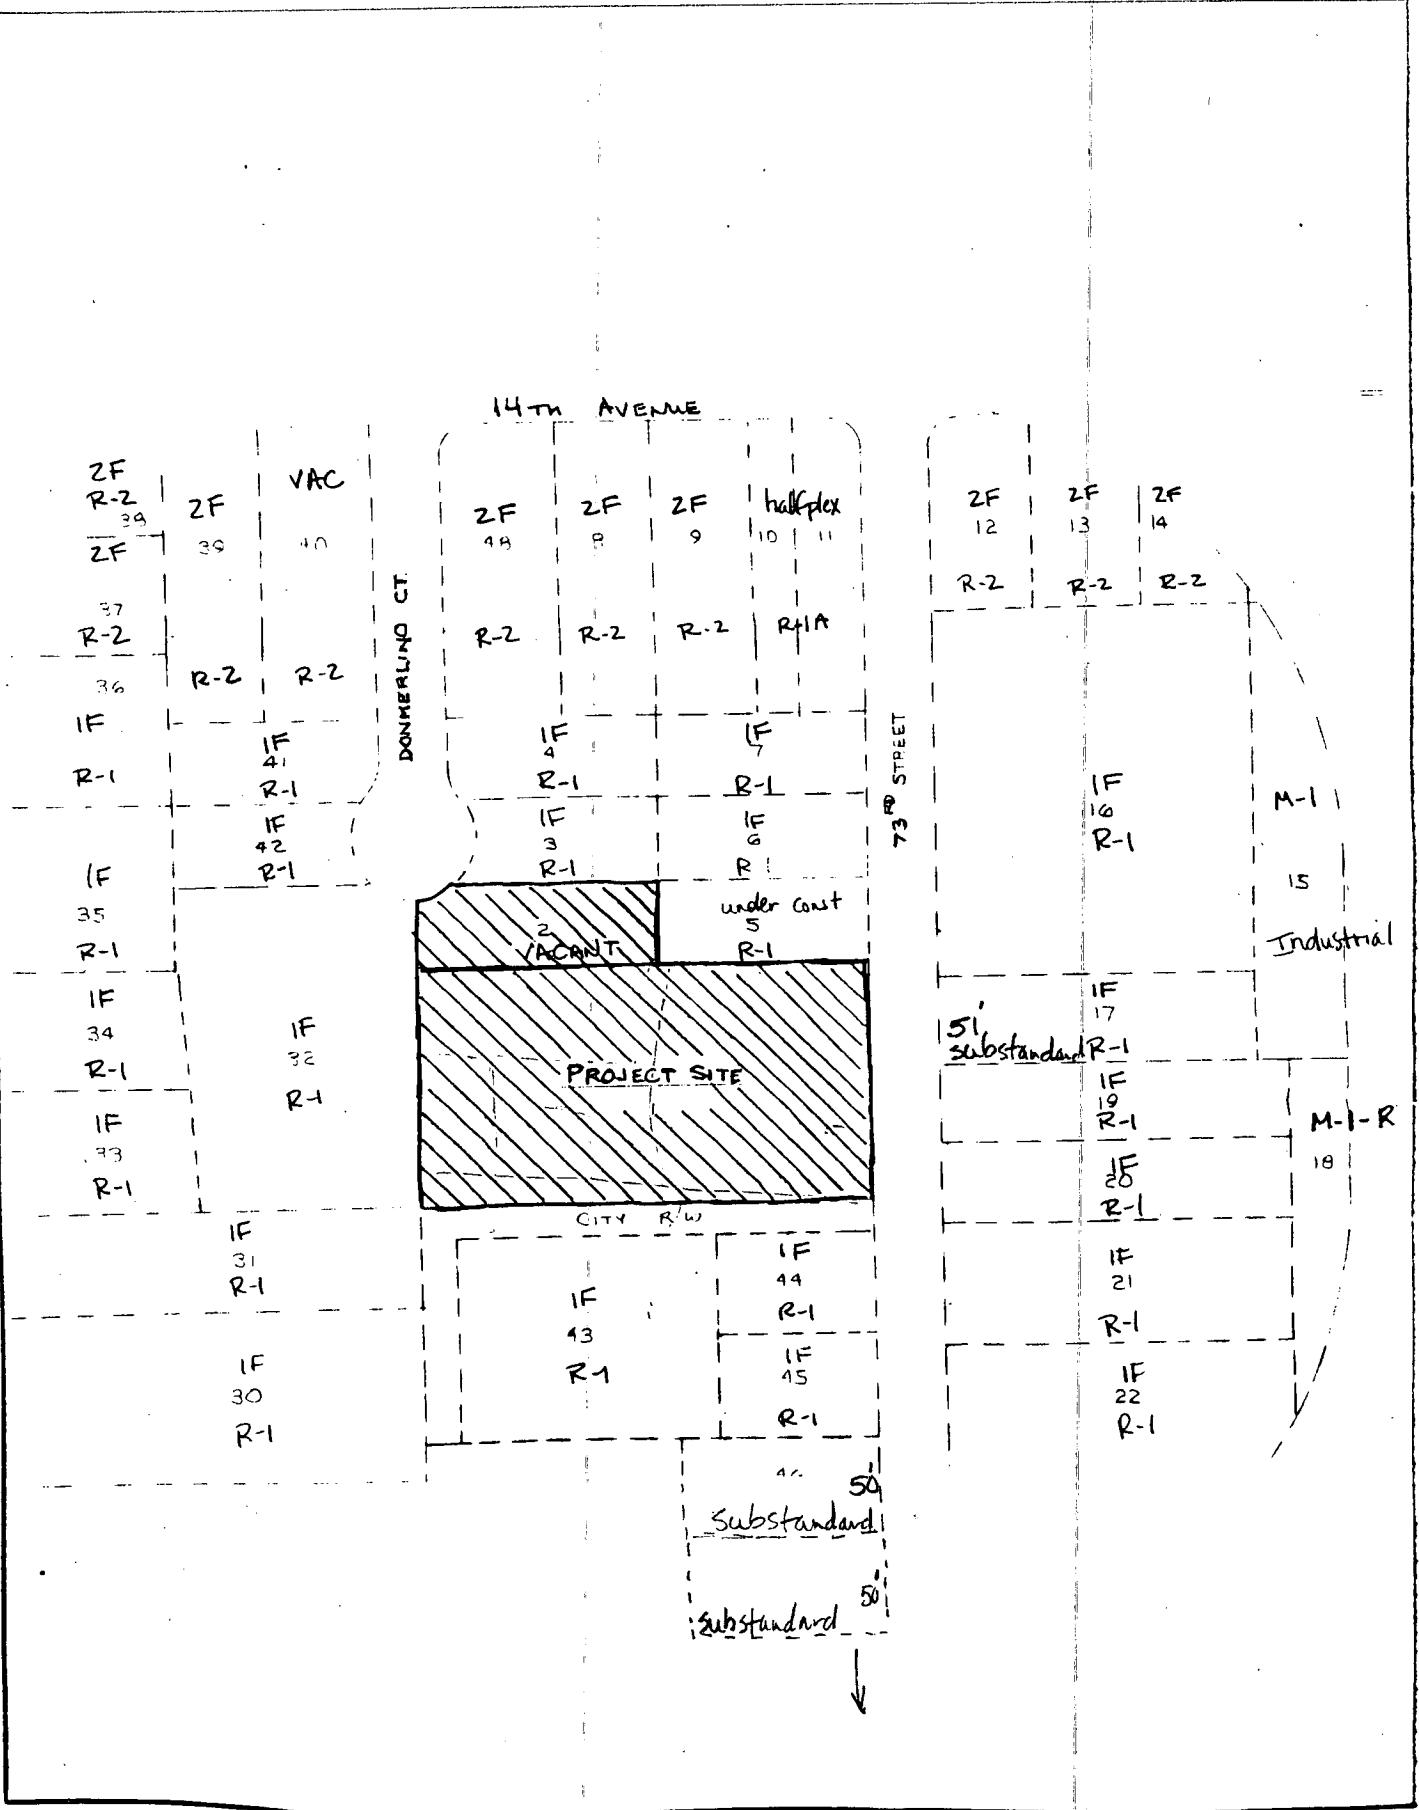 14TH AVENUE
2F
R-2
39
2F
37
R-2
36
1F
R-1
2F
39
R-2
VAC
40
R-2
DONMERLINO CT.
2F
48
R-2
2F
8
R-2
2F
9
R-2
halfplex
10 11
R-1A
73RD STREET
2F
12
R-2
2F
13
R-2
2F
14
R-2
1F
41
R-1
1F
42
R-1
1F
4
R-1
1F
7
R-1
1F
3
R-1
1F
6
R 1
1F
16
R-1
M-1
15
Industrial
1F
35
R-1
2
VACANT
under const
5
R-1
1F
34
R-1
1F
32
R-1
PROJECT SITE
51'
substandard
1F
17
R-1
1F
19
R-1
M-1-R
18
1F
33
R-1
1F
20
R-1
CITY R/W
1F
31
R-1
1F
43
R-1
1F
44
R-1
1F
21
R-1
1F
30
R-1
1F
45
R-1
1F
22
R-1
50'
substandard
50'
substandard